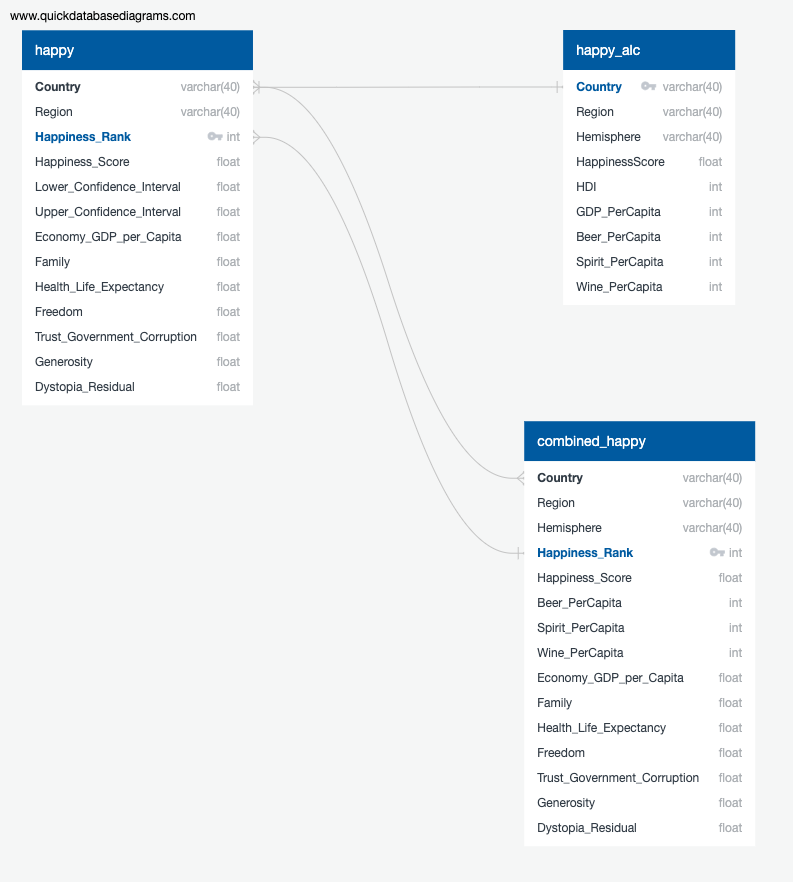 www.quickdatabasediagrams.com
happy
Country varchar(40)
Region varchar(40)
Happiness_Rank int
Happiness_Score float
Lower_Confidence_Interval float
Upper_Confidence_Interval float
Economy_GDP_per_Capita float
Family float
Health_Life_Expectancy float
Freedom float
Trust_Government_Corruption float
Generosity float
Dystopia_Residual float
happy_alc
Country varchar(40)
Region varchar(40)
Hemisphere varchar(40)
HappinessScore float
HDI int
GDP_PerCapita int
Beer_PerCapita int
Spirit_PerCapita int
Wine_PerCapita int
combined_happy
Country varchar(40)
Region varchar(40)
Hemisphere varchar(40)
Happiness_Rank int
Happiness_Score float
Beer_PerCapita int
Spirit_PerCapita int
Wine_PerCapita int
Economy_GDP_per_Capita float
Family float
Health_Life_Expectancy float
Freedom float
Trust_Government_Corruption float
Generosity float
Dystopia_Residual float